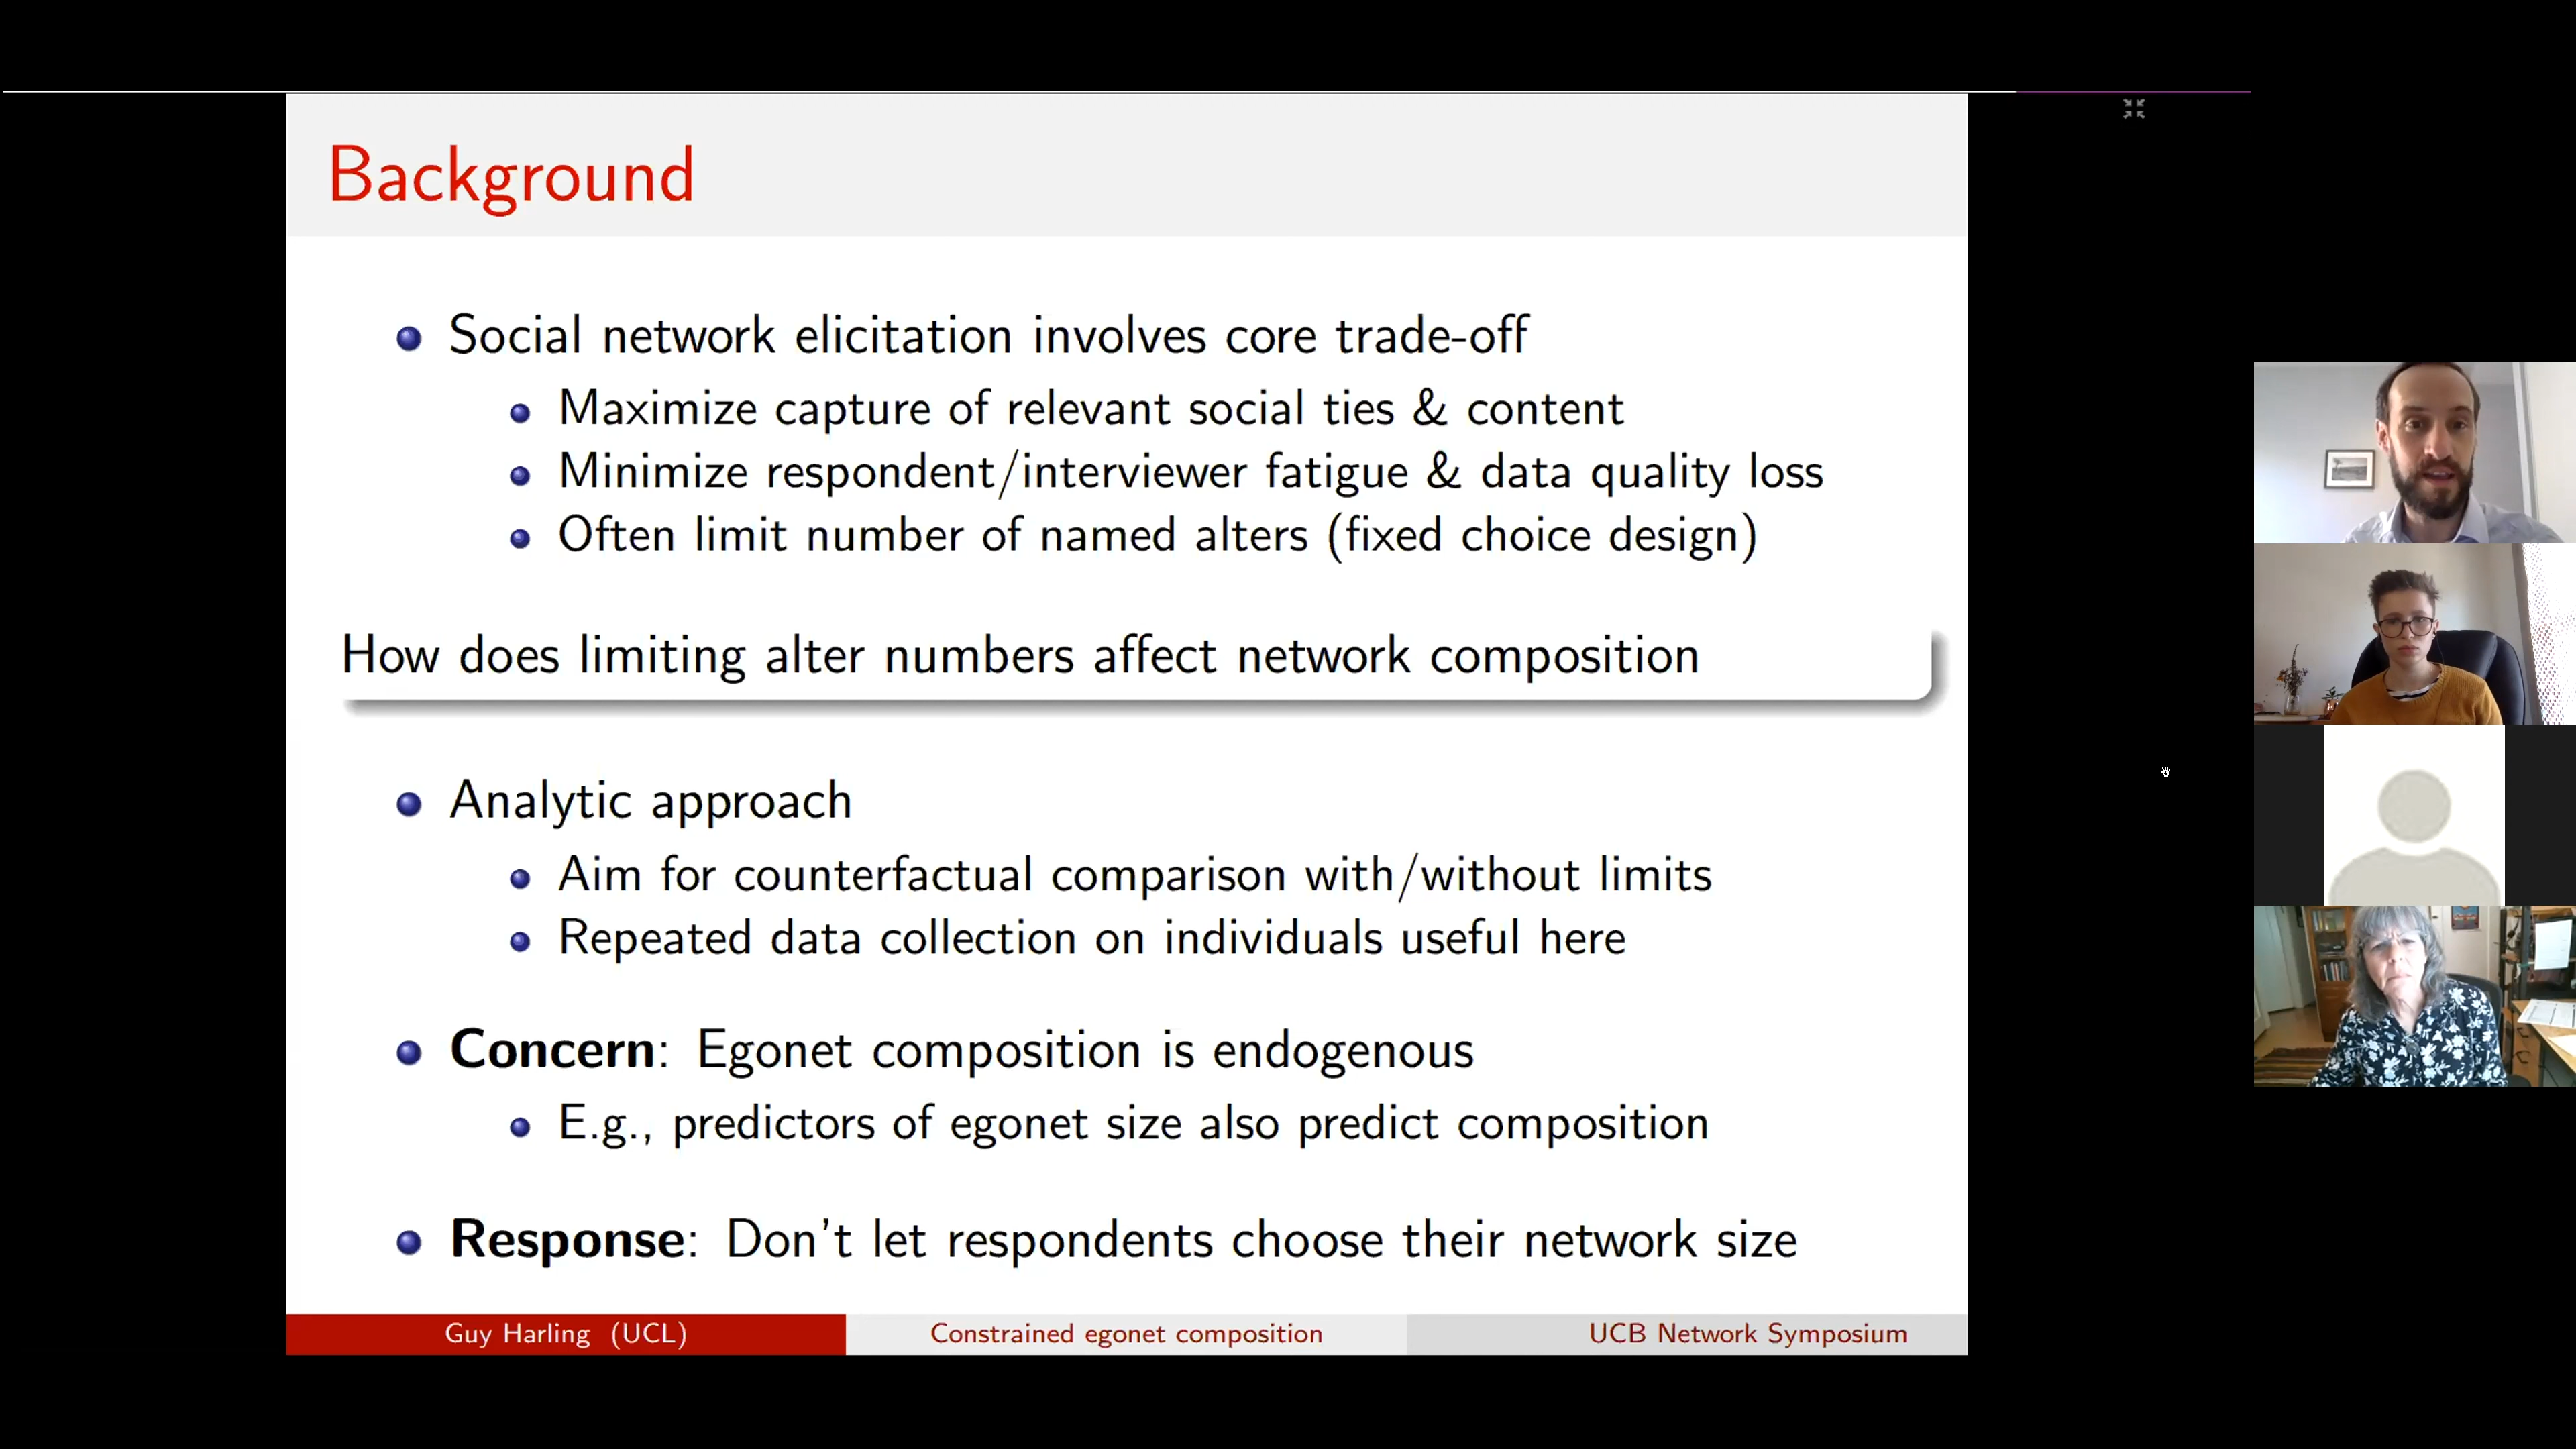 Background
Social network elicitation involves core trade-off
Maximize capture of relevant social ties & content
Minimize respondent/interviewer fatigue & data quality loss
Often limit number of named alters (fixed choice design)
How does limiting alter numbers affect network composition
Analytic approach
Aim for counterfactual comparison with/without limits
Repeated data collection on individuals useful here
Concern: Egonet composition is endogenous
E.g., predictors of egonet size also predict composition
Response: Don't let respondents choose their network size
Guy Harling (UCL)
Constrained egonet composition
UCB Network Symposium